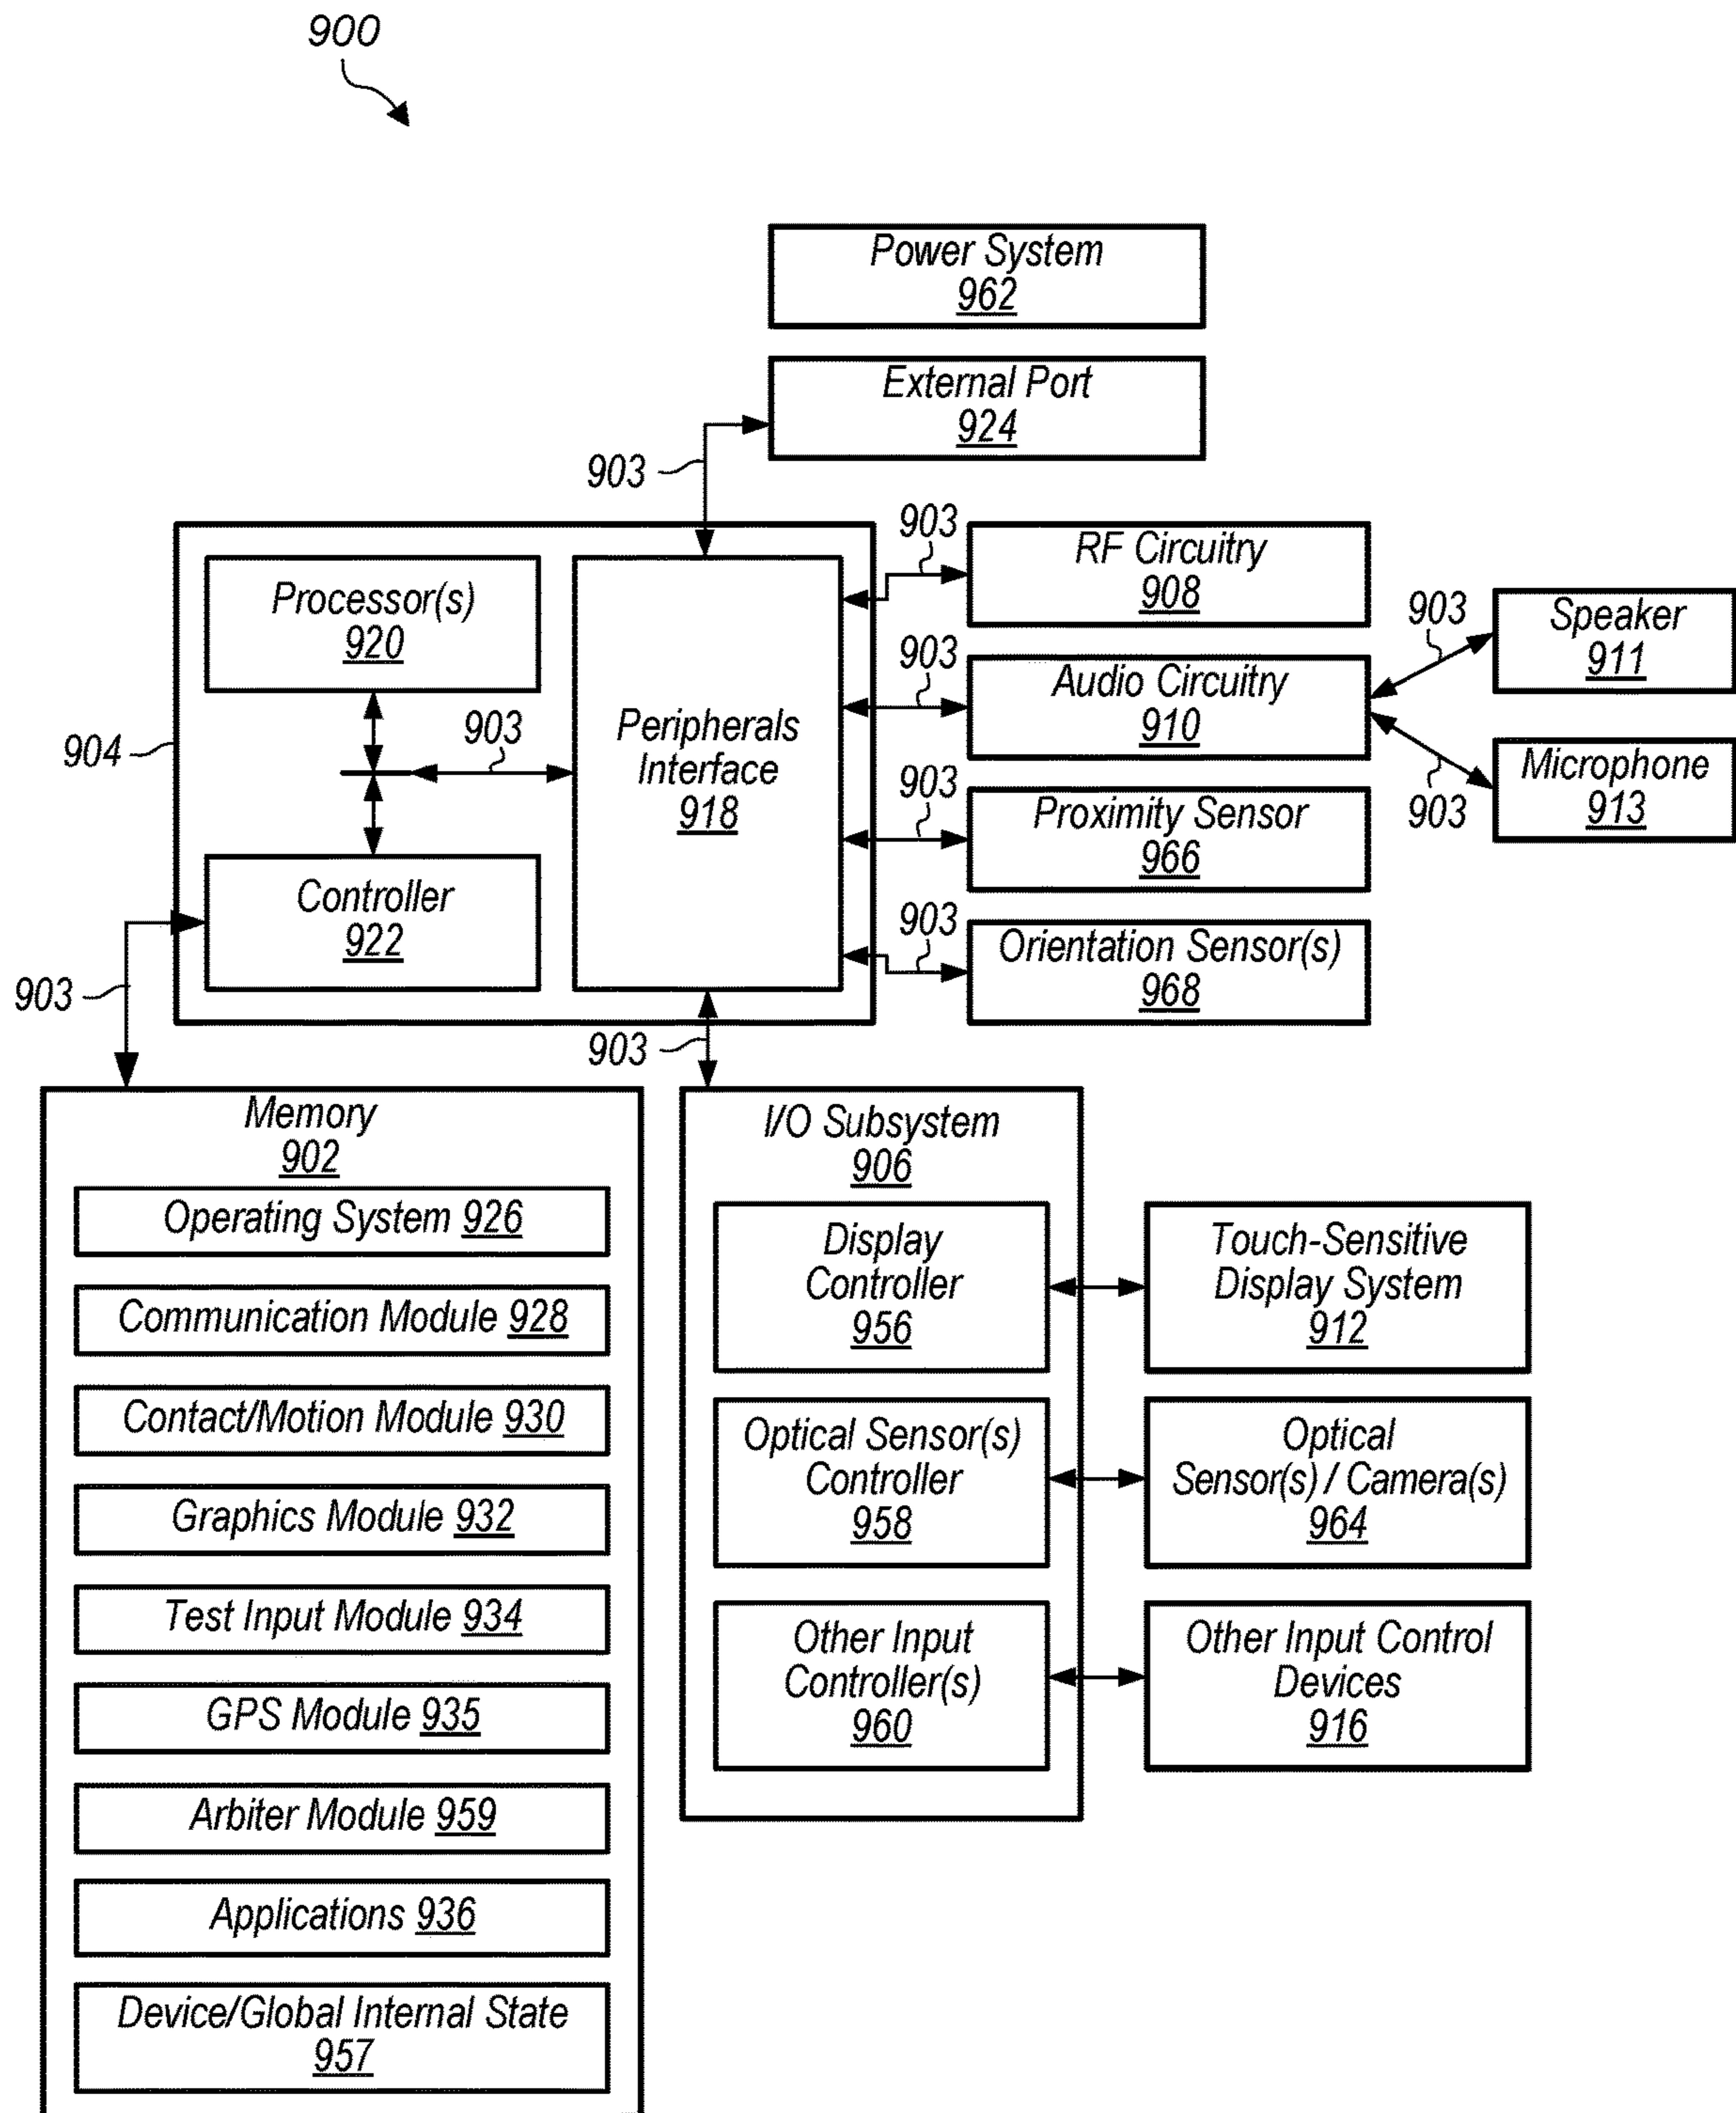 900
Power System
962
External Port
924
903
903
RF Circuitry
908
Processor(s)
920
903
Speaker
911
903
Audio Circuitry
910
904
903
Peripherals
Interface
918
Microphone
913
903
903
Proximity Sensor
966
Controller
922
903
Orientation Sensor(s)
968
903
903
Memory
902
Operating System 926
Communication Module 928
Contact/Motion Module 930
Graphics Module 932
Test Input Module 934
GPS Module 935
Arbiter Module 959
Applications 936
Device/Global Internal State
957
I/O Subsystem
906
Display
Controller
956
Touch-Sensitive
Display System
912
Optical Sensor(s)
Controller
958
Optical
Sensor(s) / Camera(s)
964
Other Input
Controller(s)
960
Other Input Control
Devices
916